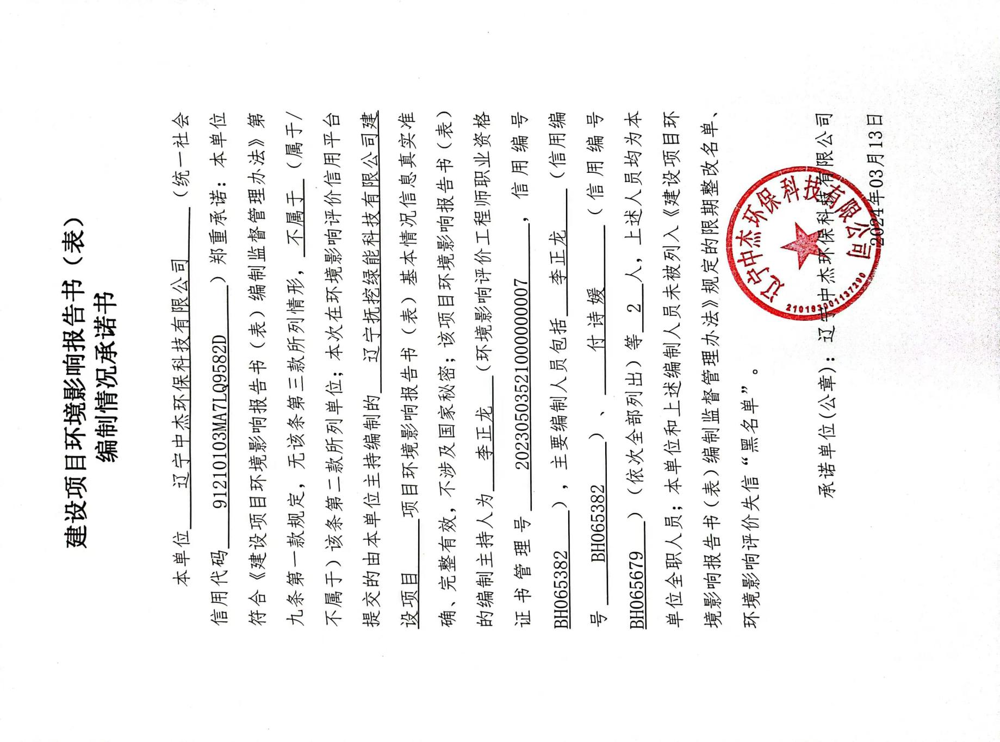 建设项目环境影响报告书（表）
编制情况承诺书
本单位 辽宁中杰环保科技有限公司 （统一社会
信用代码 91210103MA7LQ9582D ）郑重承诺：本单位
符合《建设项目环境影响报告书（表）编制监督管理办法》第
九条第一款规定，无该条第三款所列情形， 不属于 （属于/
不属于）该条第二款所列单位；本次在环境影响评价信用平台
提交的由本单位主持编制的 辽宁抚挖绿能科技有限公司建
设项目 项目环境影响报告书（表）基本情况信息真实准
确、完整有效，不涉及国家秘密；该项目环境影响报告书（表）
的编制主持人为 李正龙 （环境影响评价工程师职业资格
证书管理号 20230503521000000007 ，信用编号
BH065382 ），主要编制人员包括 李正龙 （信用编
号 BH065382 ）、 付诗媛 （信用编号
BH065679 ）（依次全部列出）等 2 人，上述人员均为本
单位全职人员；本单位和上述编制人员未被列入《建设项目环
境影响报告书（表）编制监督管理办法》规定的限期整改名单、
环境影响评价失信“黑名单”。
承诺单位(公章)：辽宁中杰环保科技有限公司
2024年03月13日
辽宁中杰环保科技有限公司
210103001137290